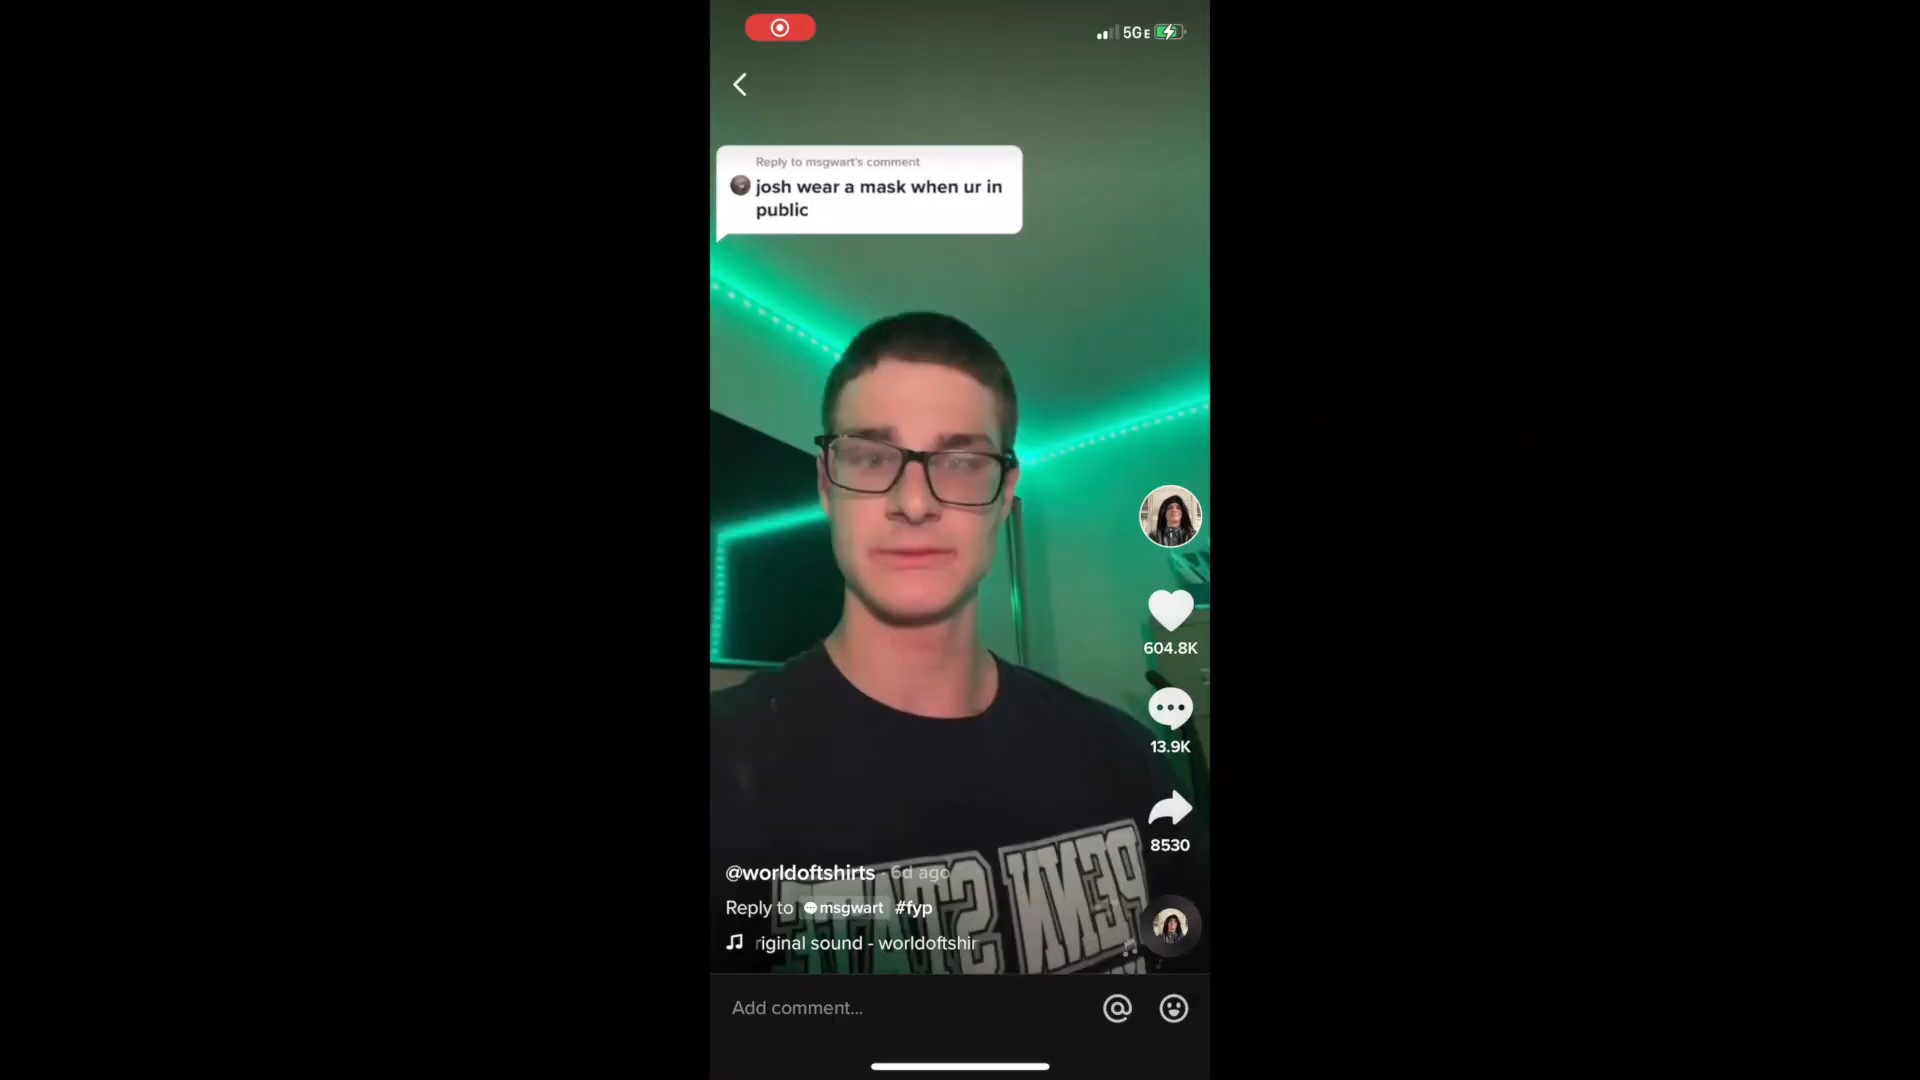 5GE
Reply to msgwart's comment
josh wear a mask when ur in
public
604.8K
13.9K
8530
@worldoftshirts · 6d ago
Reply to msgwart #fyp
riginal sound - worldoftshir
PENN STATE
Add comment...